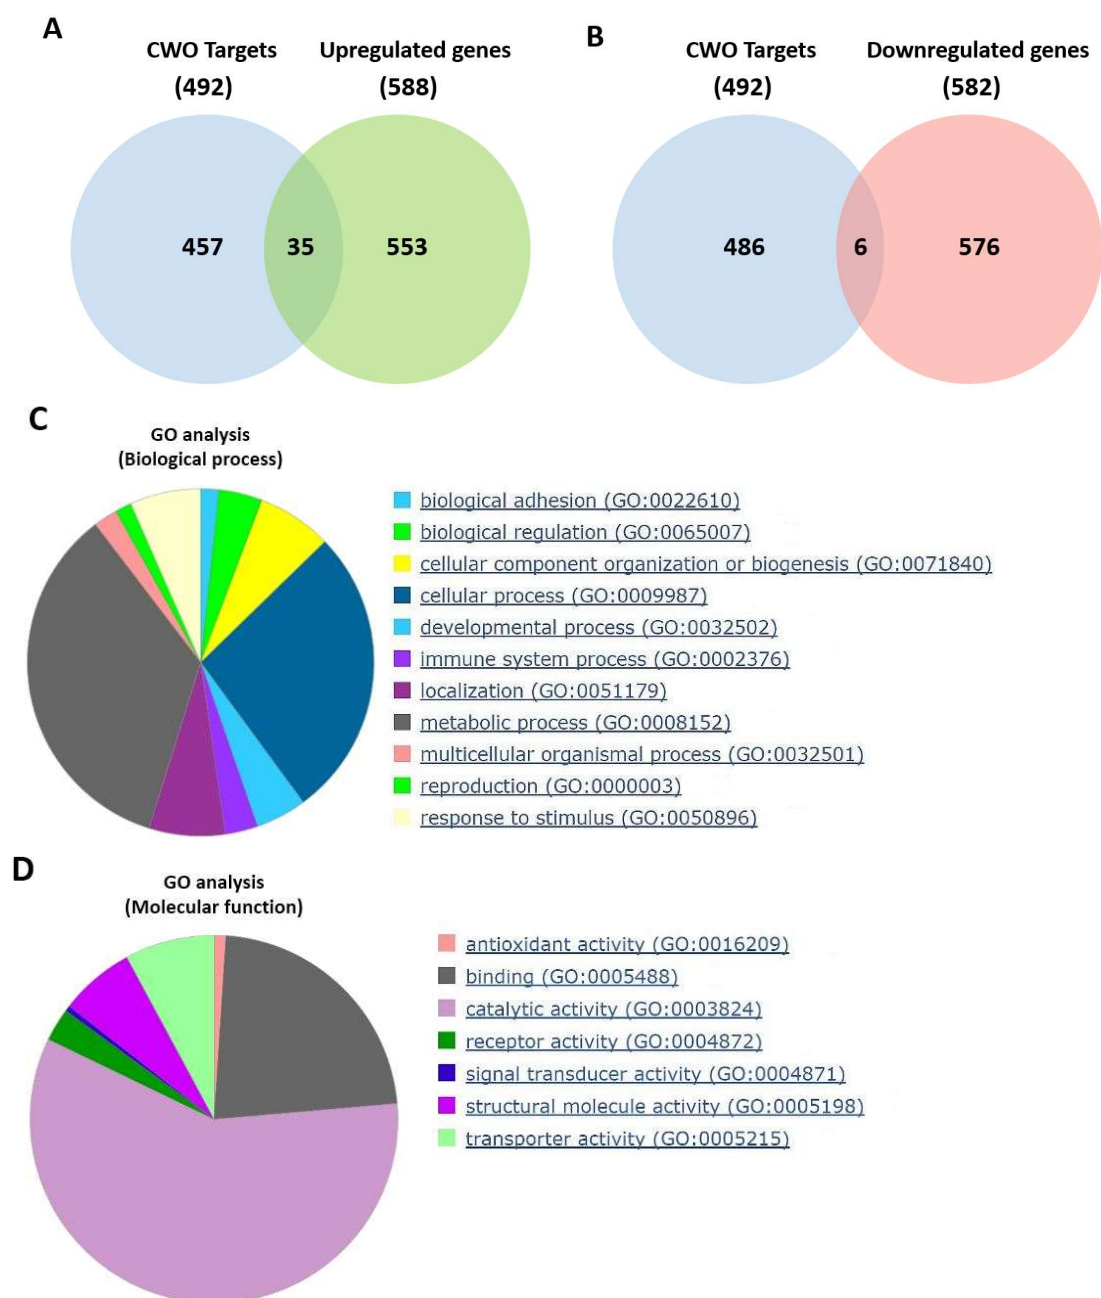 A
CWO Targets
(492)
Upregulated genes
(588)
457
35
553
B
CWO Targets
(492)
Downregulated genes
(582)
486
6
576
C
GO analysis
(Biological process)
biological adhesion (GO:0022610)
biological regulation (GO:0065007)
cellular component organization or biogenesis (GO:0071840)
cellular process (GO:0009987)
developmental process (GO:0032502)
immune system process (GO:0002376)
localization (GO:0051179)
metabolic process (GO:0008152)
multicellular organismal process (GO:0032501)
reproduction (GO:0000003)
response to stimulus (GO:0050896)
D
GO analysis
(Molecular function)
antioxidant activity (GO:0016209)
binding (GO:0005488)
catalytic activity (GO:0003824)
receptor activity (GO:0004872)
signal transducer activity (GO:0004871)
structural molecule activity (GO:0005198)
transporter activity (GO:0005215)